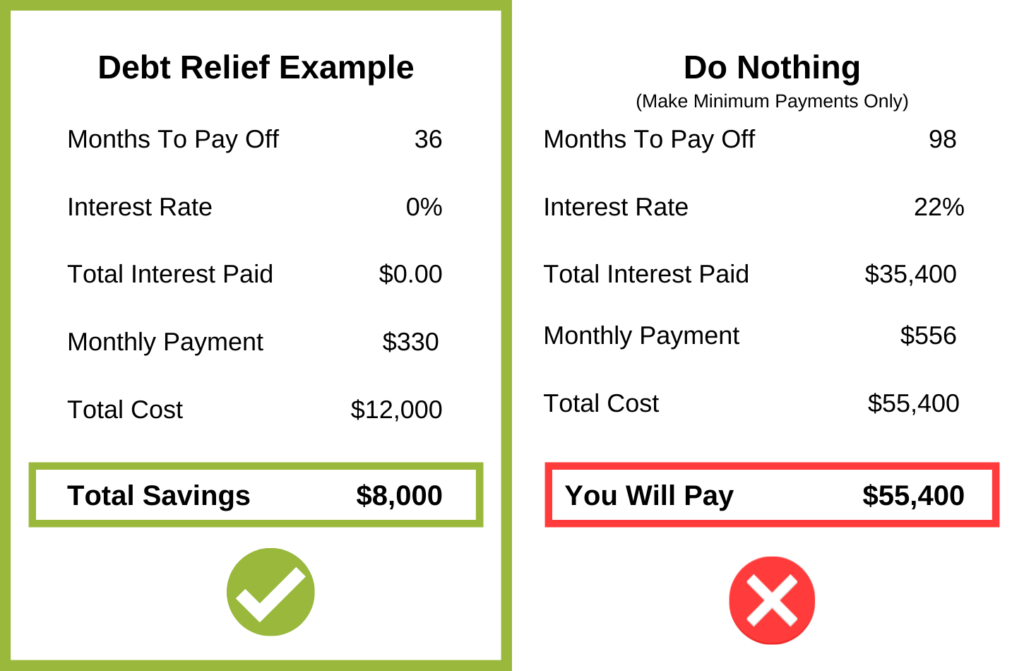 Debt Relief Example
Months To Pay Off 36
Interest Rate 0%
Total Interest Paid $0.00
Monthly Payment $330
Total Cost $12,000
Total Savings $8,000
Do Nothing
(Make Minimum Payments Only)
Months To Pay Off 98
Interest Rate 22%
Total Interest Paid $35,400
Monthly Payment $556
Total Cost $55,400
You Will Pay $55,400